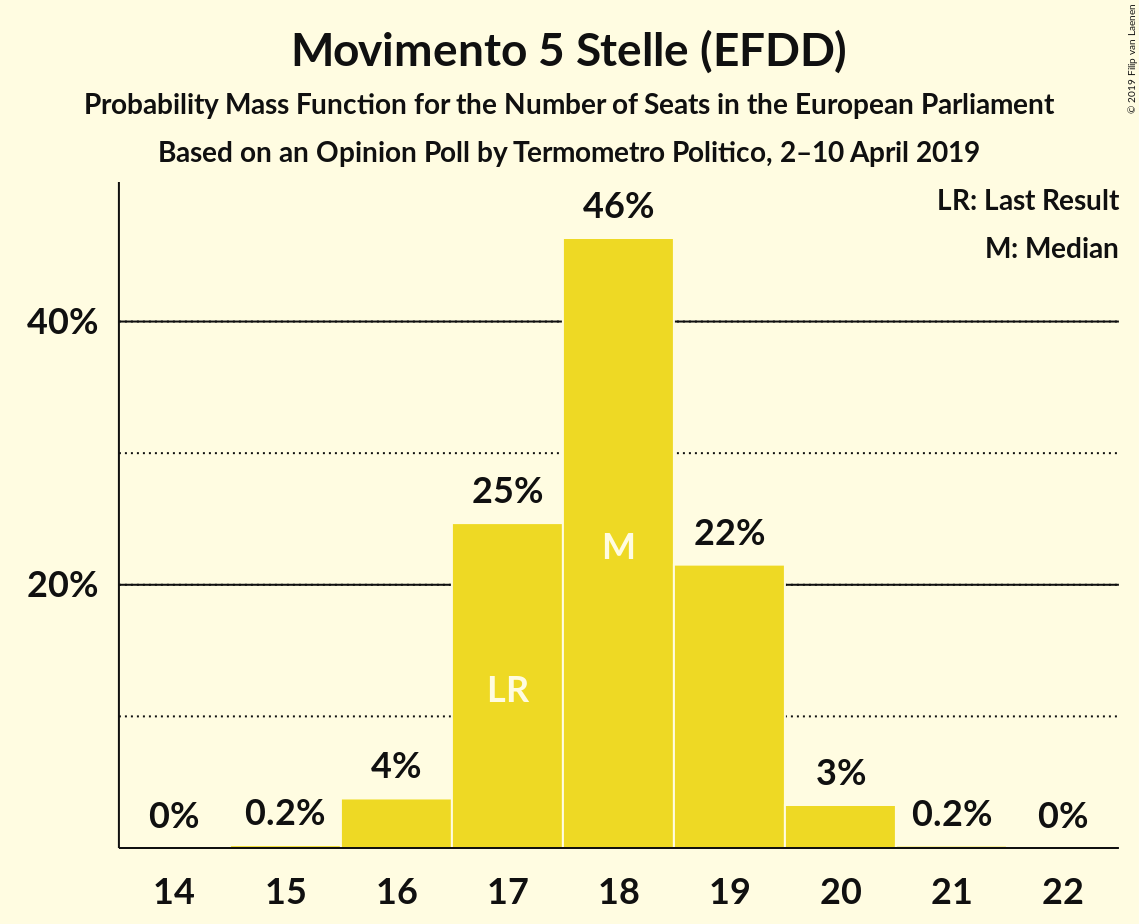 Movimento 5 Stelle (EFDD)
Probability Mass Function for the Number of Seats in the European Parliament
Based on an Opinion Poll by Termometro Politico, 2–10 April 2019
© 2019 Filip van Laenen
LR: Last Result
M: Median
46%
40%
25%
22%
M
20%
LR
4%
3%
0%
0.2%
0.2%
0%
14 15 16 17 18 19 20 21 22